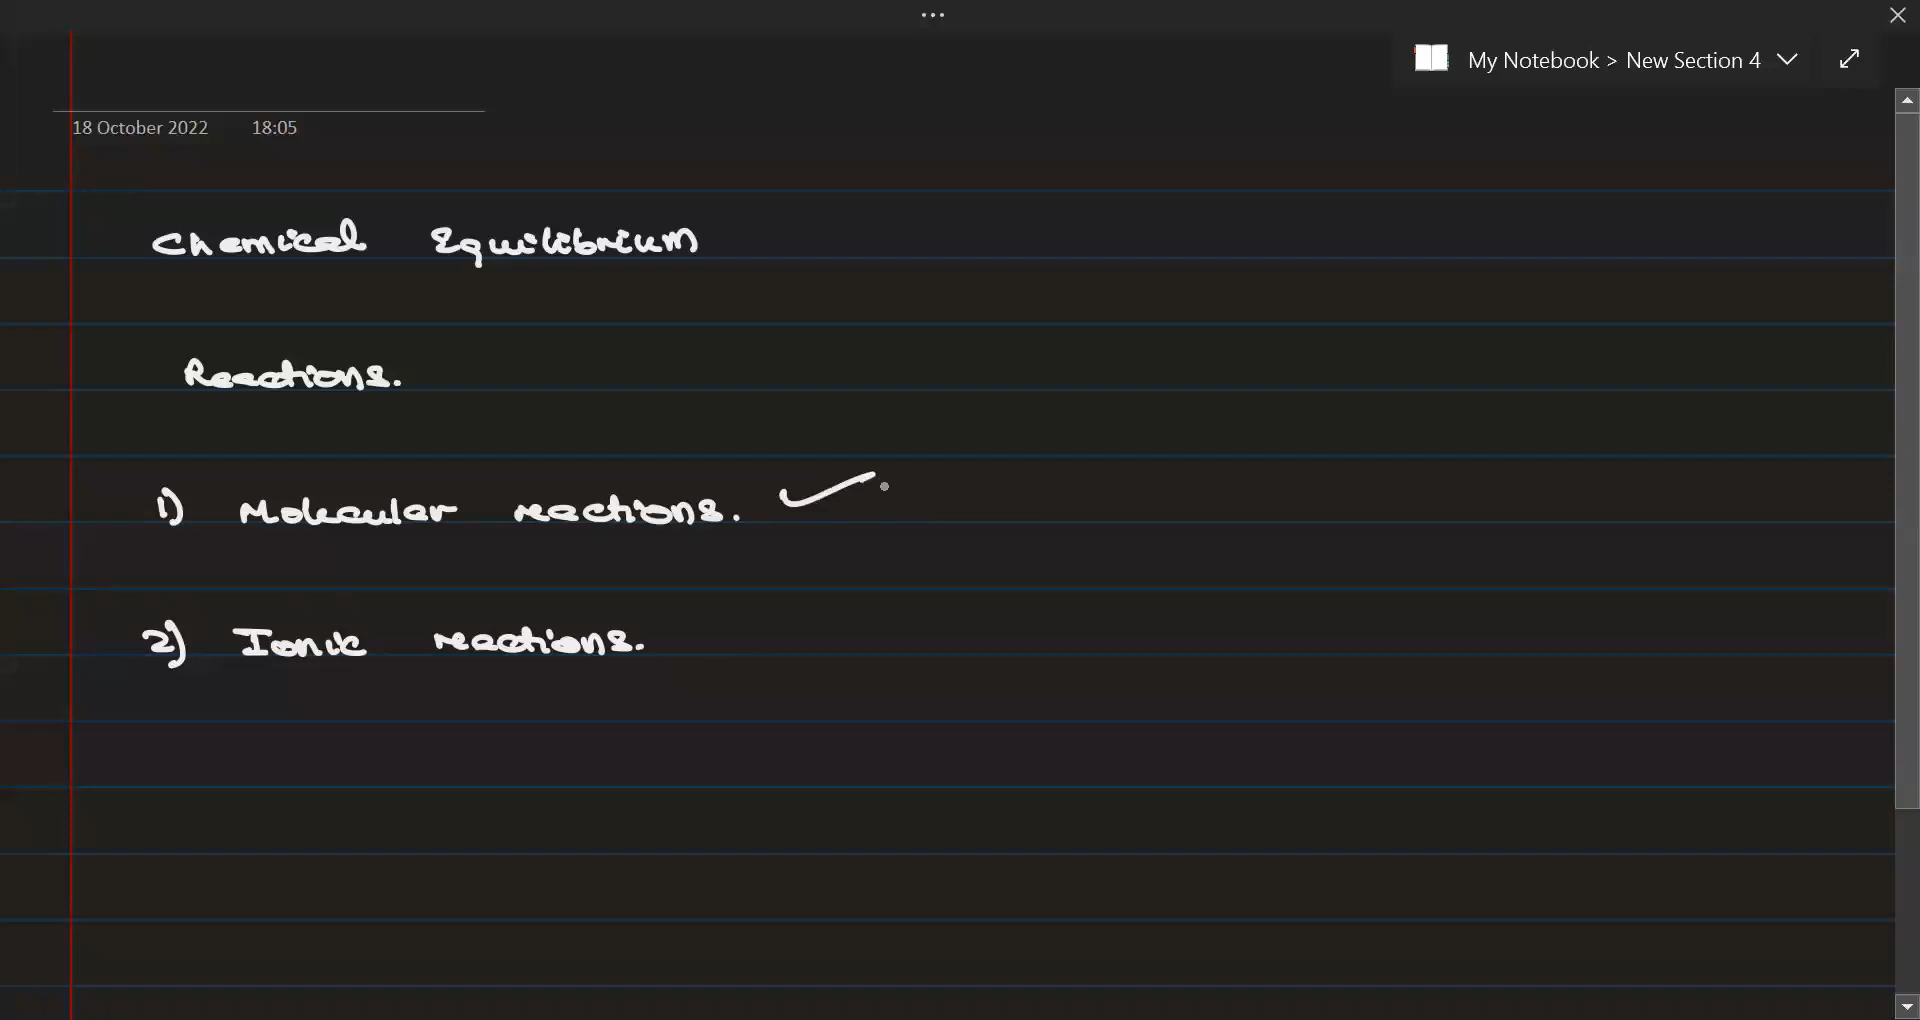 ...
My Notebook > New Section 4
18 October 2022 18:05
Chemical Equilibrium
Reactions.
1) Molecular reactions.
2) Ionic reactions.